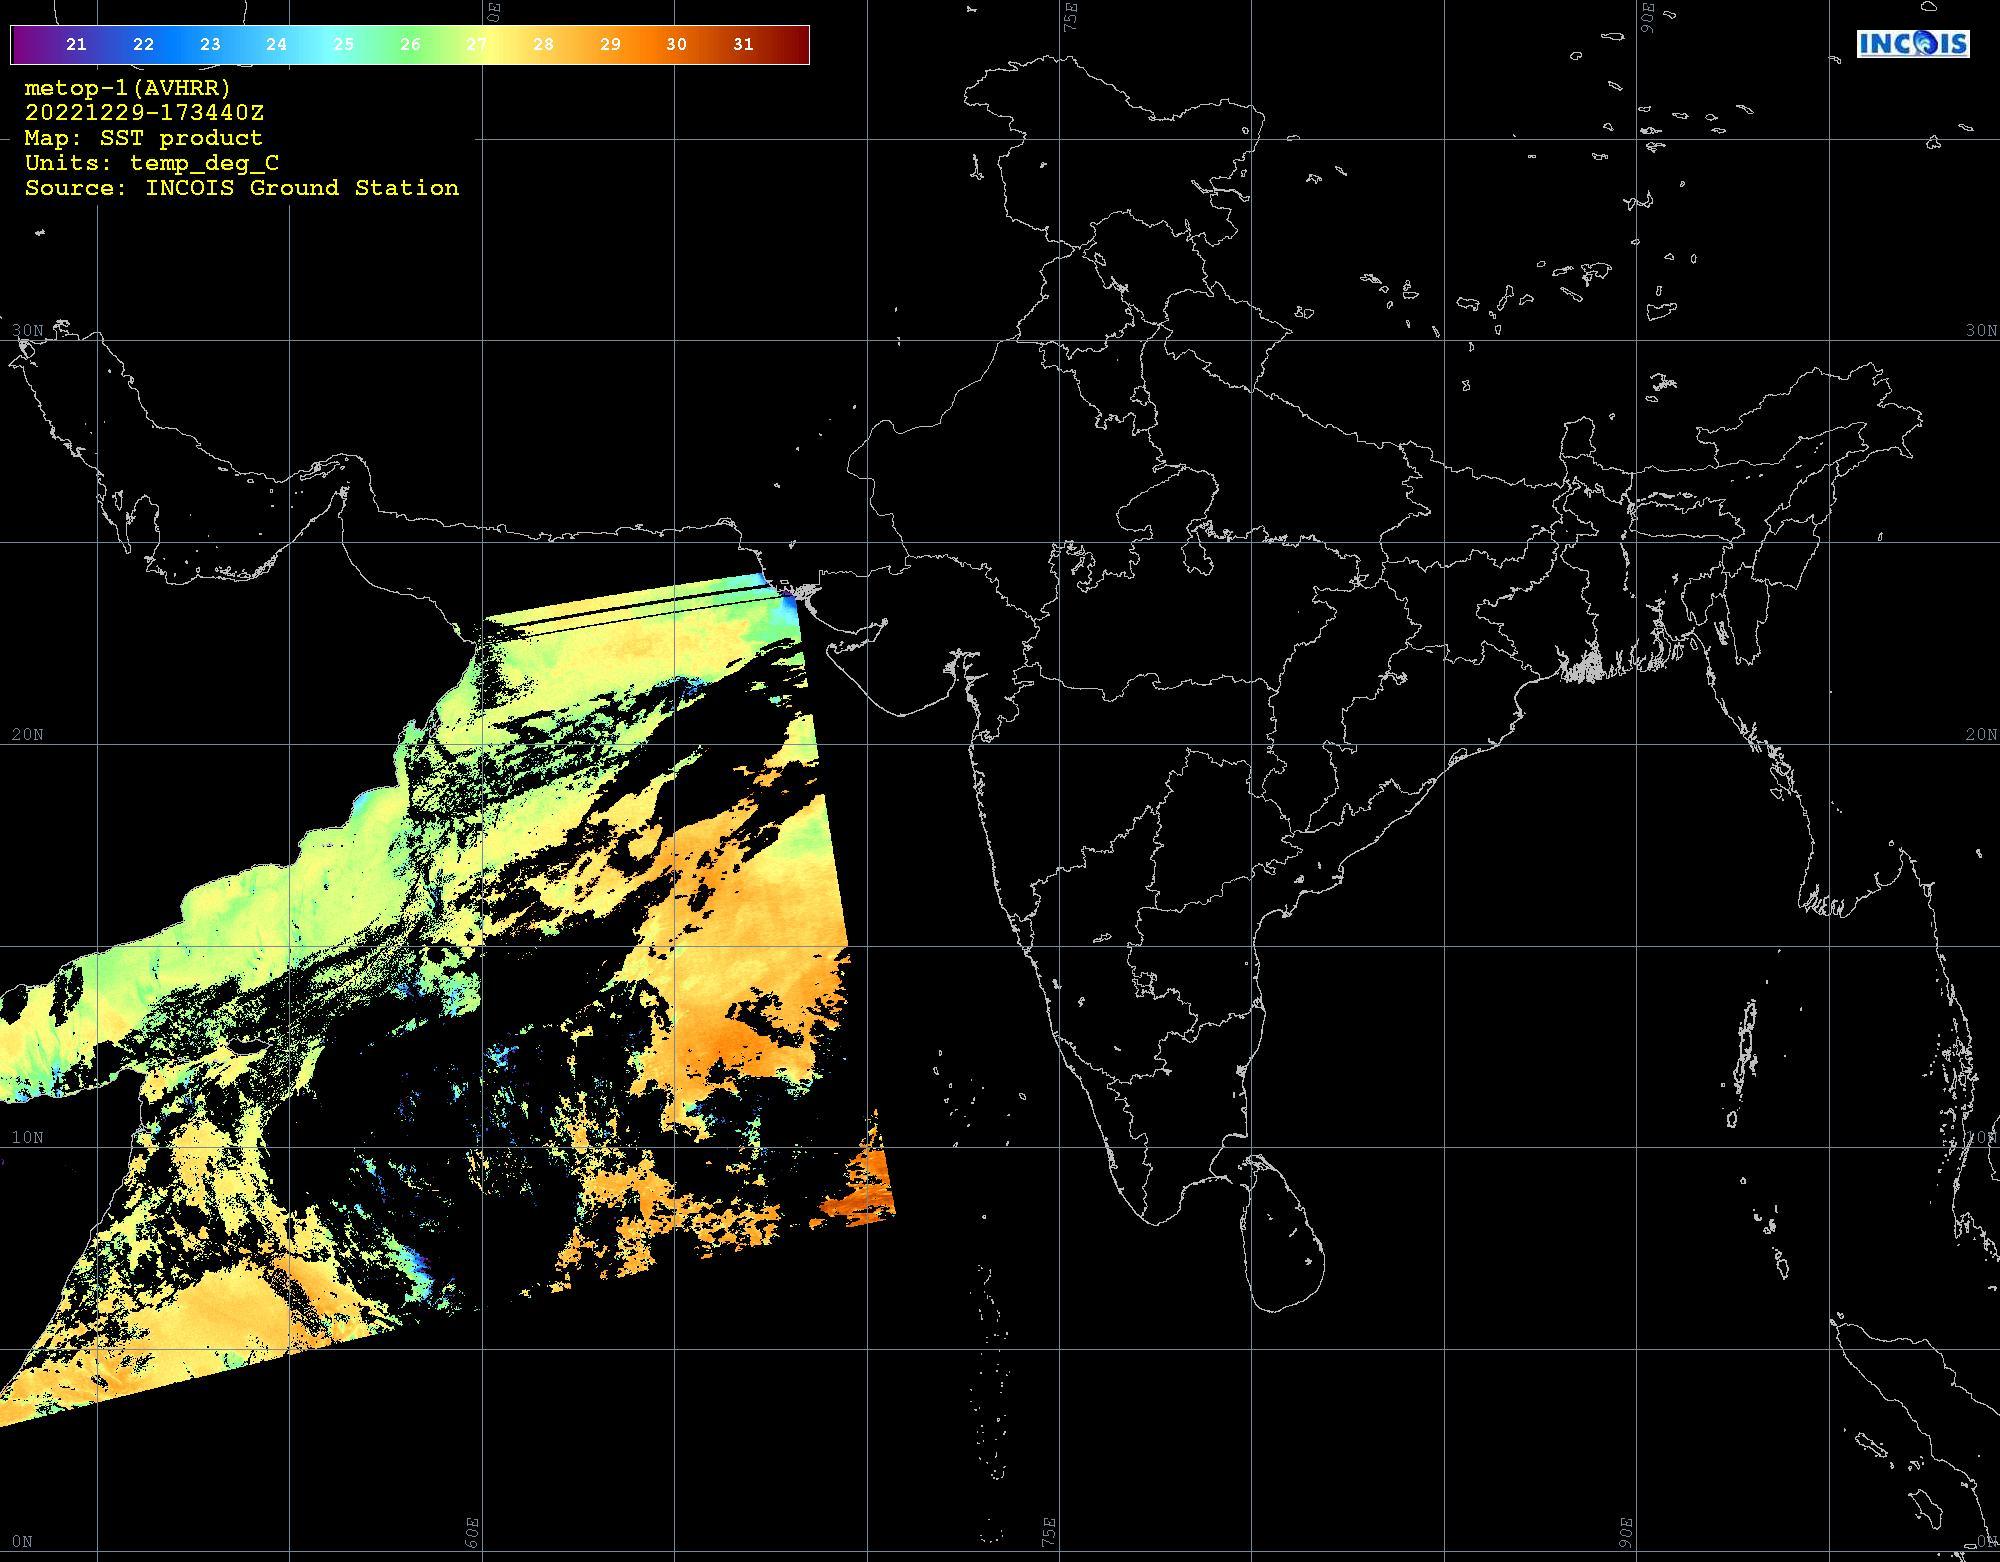 60E 75E 90E
21 22 23 24 25 26 27 28 29 30 31
INCOIS
metop-1(AVHRR)
20221229-173440Z
Map: SST product
Units: temp_deg_C
Source: INCOIS Ground Station
30N 30N
20N 20N
10N 10N
60E 75E 90E
0N 0N